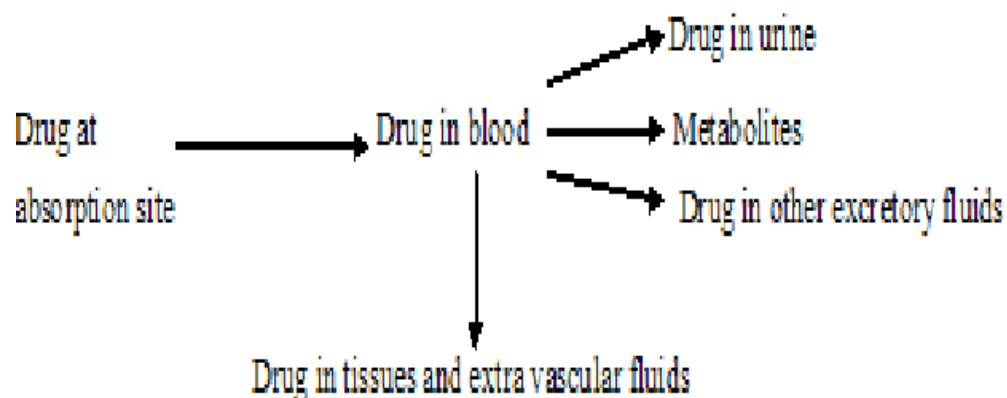 Drug in urine
Drug at
Drug in blood
Metabolites
absorption site
Drug in other excretory fluids
Drug in tissues and extra vascular fluids